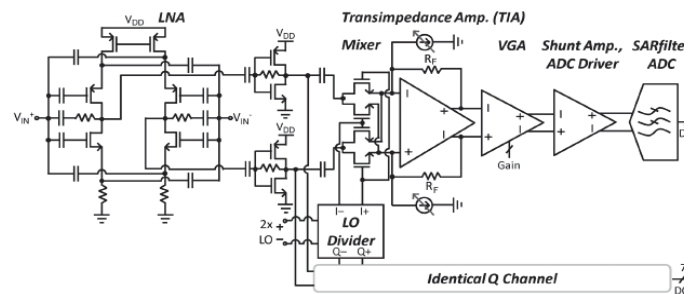 Transimpedance Amp. (TIA)
LNA
VDD
VDD
Mixer
RF
VGA
Shunt Amp.,
ADC Driver
SARfilter
ADC
VIN+
VIN-
I
+
I
+
I
+
VDD
Gain
RF
2x
LO
+
−
I− I+
LO
Divider
Q− Q+
Identical Q Channel
7